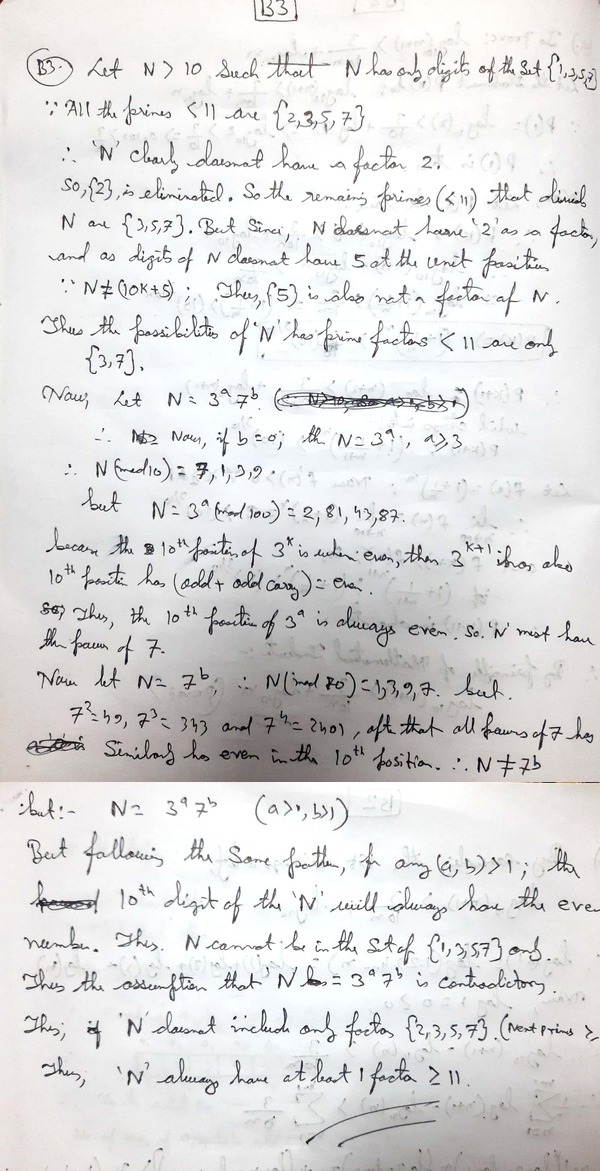 B3
B3. Let N > 10 Such that N has only digits of the set {1,3,5,7}
∵ All the primes < 11 are {2,3,5,7}
∴ 'N' clearly doesnot have a factor 2.
So, {2}, is eliminated. So the remains primes (<11) that divid
N are {3,5,7}. But Since, N doesnot have '2' as a factor,
and as digits of N doesnot have 5 at the unit position
∵ N ≠ (10K+5) ; Thus, {5} is also not a factor of N.
Thus the possibilities of 'N' has prime factors < 11 are only
{3,7}.
Now, Let N = 3^a 7^b.
∴ Now, if b = 0; th N = 3^a, a ≥ 3
∴ N (mod 10) = 7, 1, 3, 9.
but N = 3^a (mod 100) = 2, 81, 43, 87.
because the 10th position of 3^k is when even, then 3^{k+1} also
10th positin has (odd + odd carry) = even.
Thus, the 10th position of 3^a is always even. So 'N' must have
the power of 7.
Now let N = 7^b, ∴ N (mod 10) = 1, 3, 9, 7. but.
7^2 = 49, 7^3 = 343 and 7^4 = 2401, aft that all powers of 7 has
Similarly has even in the 10th position. ∴ N ≠ 7^b
but:- N = 3^a 7^b (a>1, b>1)
But following the Same pattern, for any (a, b) > 1; the
10th digit of the 'N' will always have the even
number. Thus. N cannot be in the Set of {1,3,5,7} only.
Thus the assumption that 'N = 3^a 7^b is contradictory.
Thus; 'N' doesnot include only factors {2,3,5,7}. (Next prime ≥
Thus, 'N' always have at least 1 factor ≥ 11.